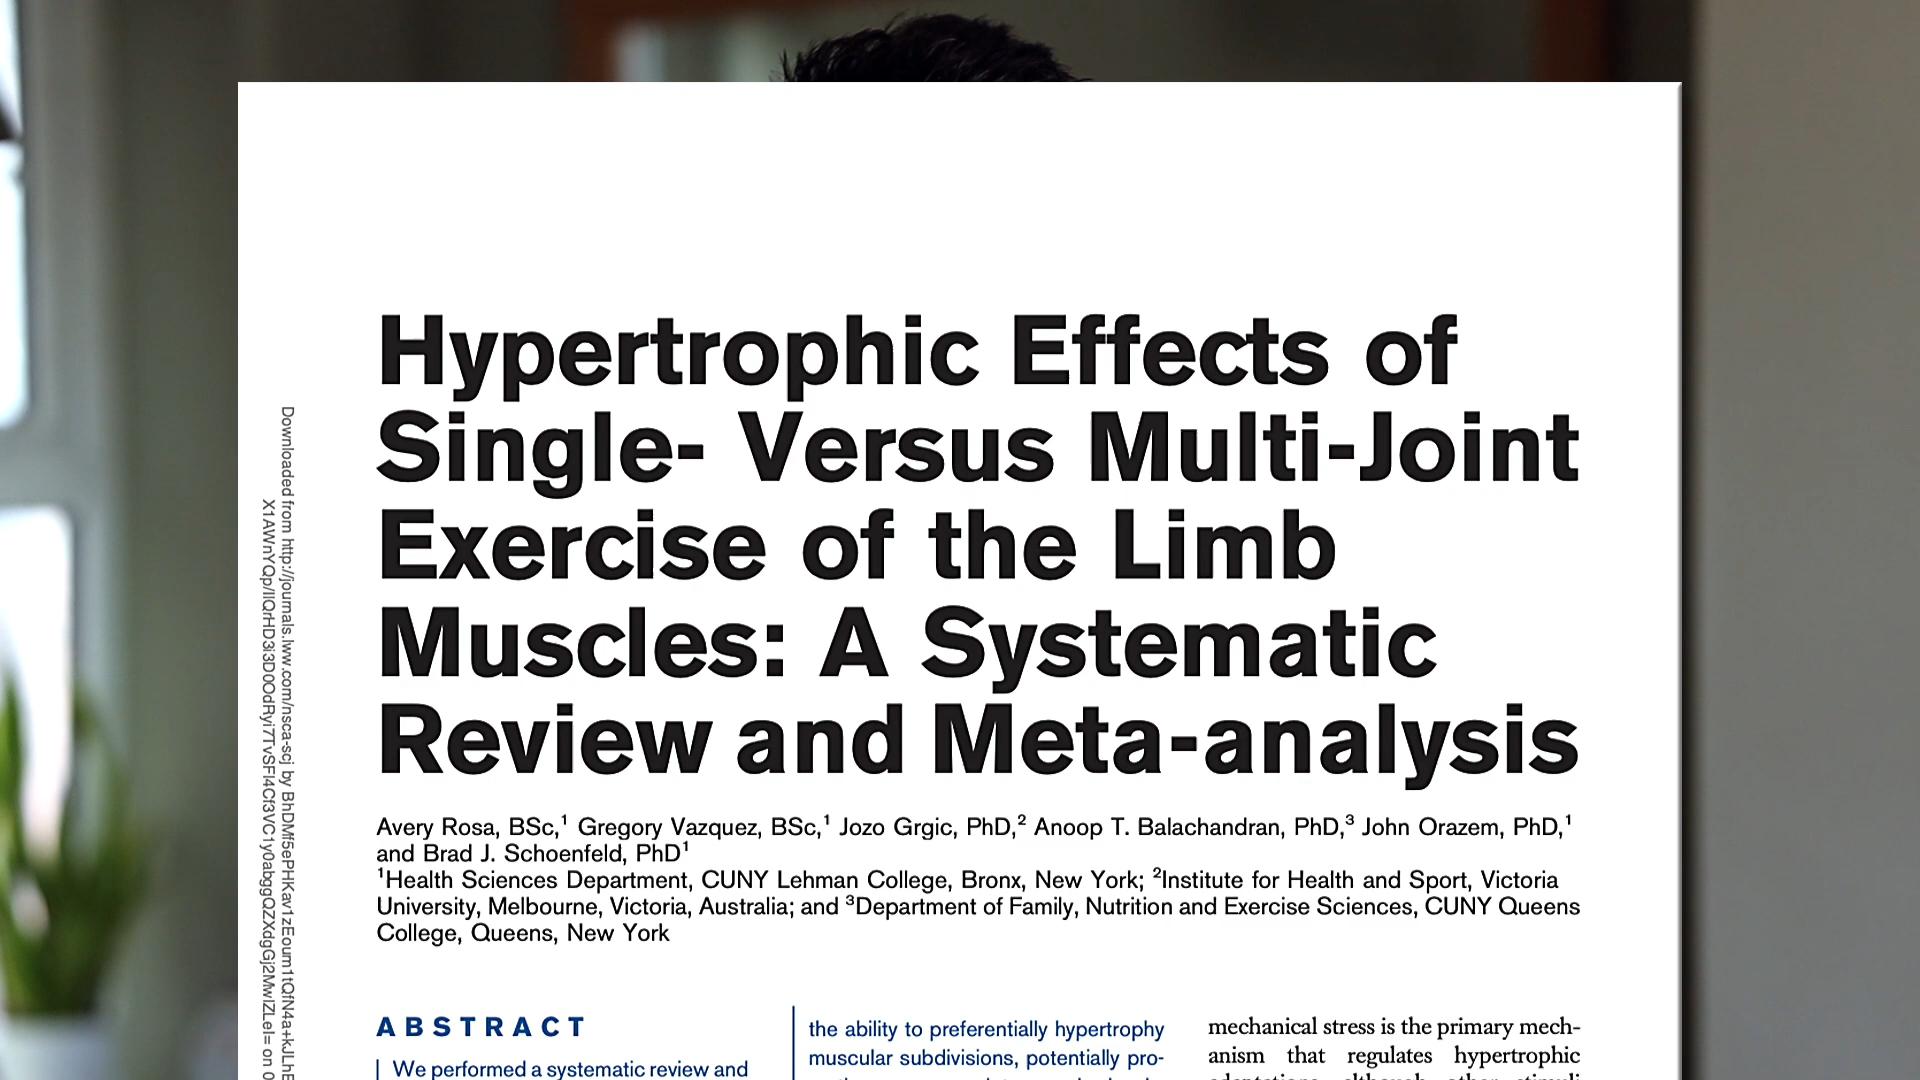 Hypertrophic Effects of
Single- Versus Multi-Joint
Exercise of the Limb
Muscles: A Systematic
Review and Meta-analysis
Avery Rosa, BSc,¹ Gregory Vazquez, BSc,¹ Jozo Grgic, PhD,² Anoop T. Balachandran, PhD,³ John Orazem, PhD,¹
and Brad J. Schoenfeld, PhD¹
¹Health Sciences Department, CUNY Lehman College, Bronx, New York; ²Institute for Health and Sport, Victoria
University, Melbourne, Victoria, Australia; and ³Department of Family, Nutrition and Exercise Sciences, CUNY Queens
College, Queens, New York
ABSTRACT
We performed a systematic review and
the ability to preferentially hypertrophy
muscular subdivisions, potentially pro-
mechanical stress is the primary mech-
anism that regulates hypertrophic
adaptations, although other stimuli
Downloaded from http://journals.lww.com/nsca-scj by